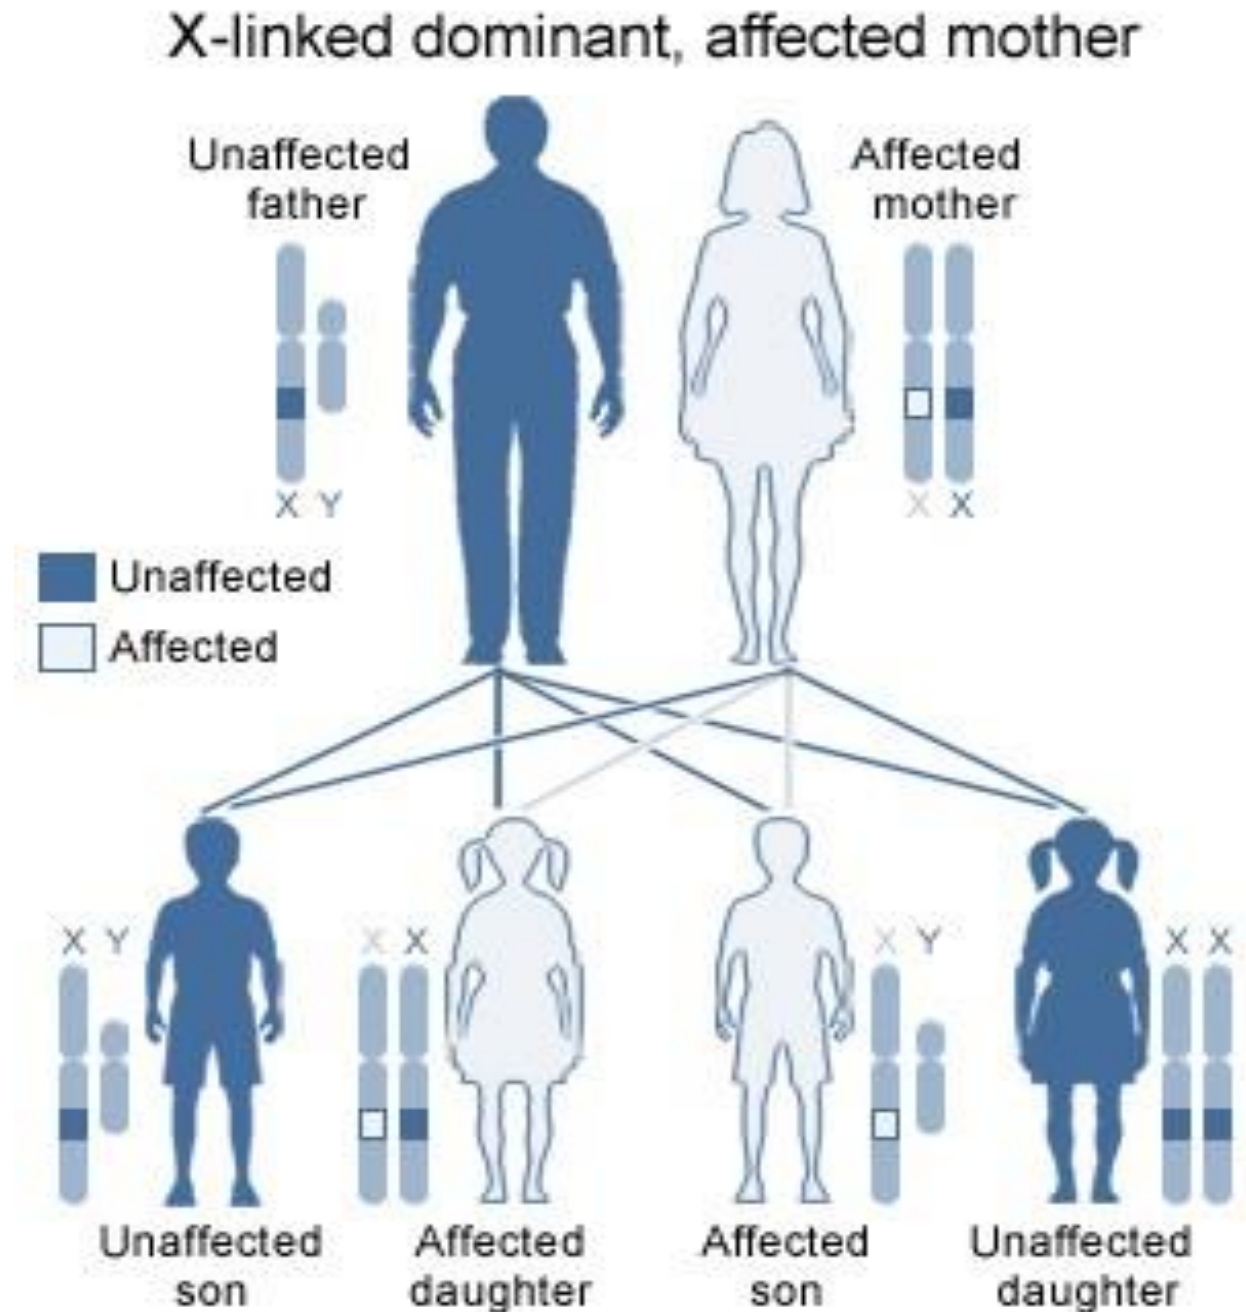 X-linked dominant, affected mother
Unaffected
father
Affected
mother
X Y
X X
Unaffected
Affected
X Y
X X
X Y
X X
Unaffected
son
Affected
daughter
Affected
son
Unaffected
daughter